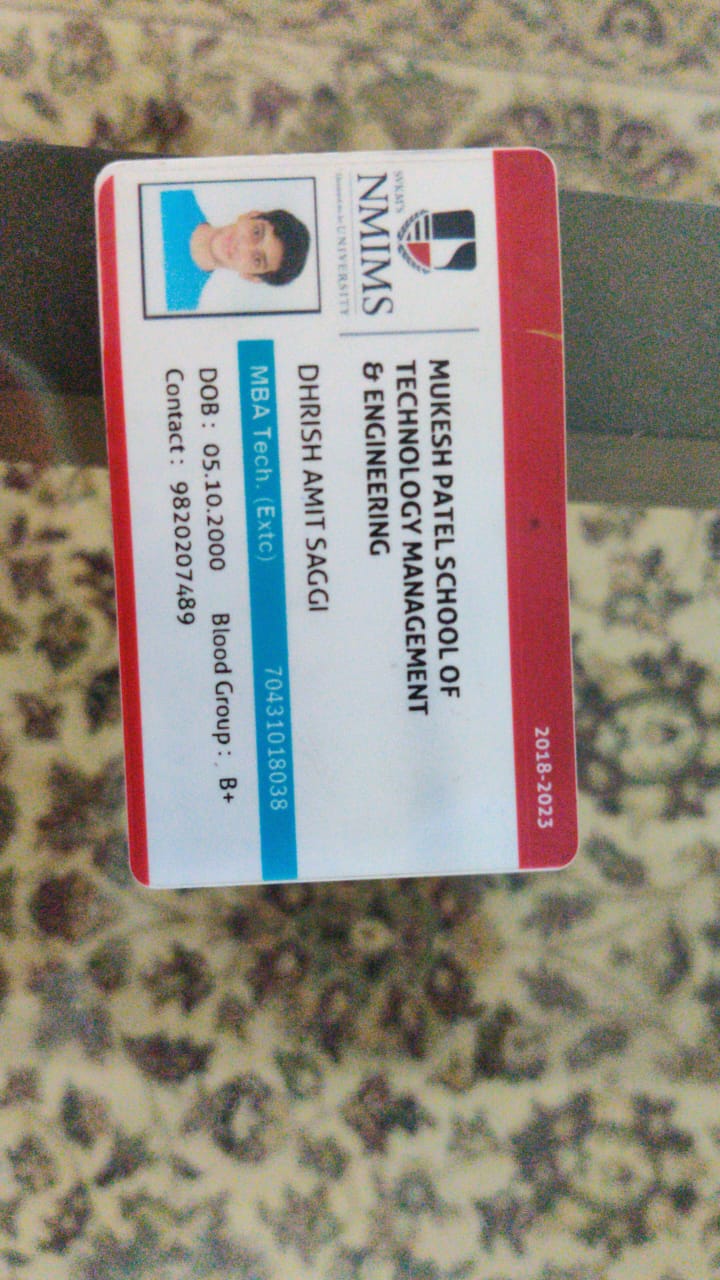 2018-2023
SVKM'S
NMIMS
Deemed to be UNIVERSITY
MUKESH PATEL SCHOOL OF
TECHNOLOGY MANAGEMENT
& ENGINEERING
DHRISH AMIT SAGGI
MBA Tech. (Extc) 70431018038
DOB : 05.10.2000 Blood Group : B+
Contact : 9820207489